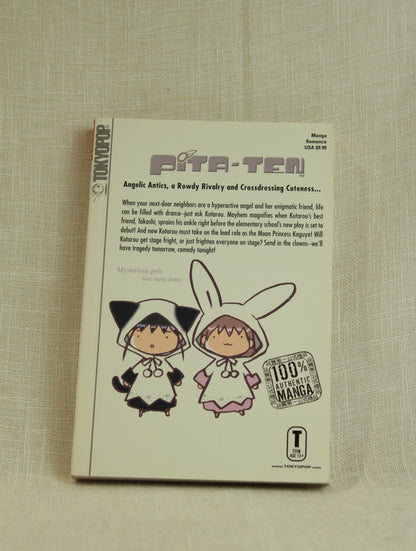 TOKYOPOP
Manga
Romance
USA $9.99
PITA-TEN
Angelic Antics, a Rowdy Rivalry and Crossdressing Cuteness...
When your next-door neighbors are a hyperactive angel and her enigmatic friend, life
can be filled with drama—just ask Kotarou. Mayhem magnifies when Kotarou's best
friend, Takashi, sprains his ankle right before the elementary school's new play is set to
debut! And now Kotarou must take on the lead role as the Moon Princess Kaguya! Will
Kotarou get stage fright, or just frighten everyone on stage? Send in the clowns—we'll
have tragedy tomorrow, comedy tonight!
Mysterious girls
live next door.
100%
AUTHENTIC
MANGA
T
TEEN
AGE 13+
www.TOKYOPOP.com